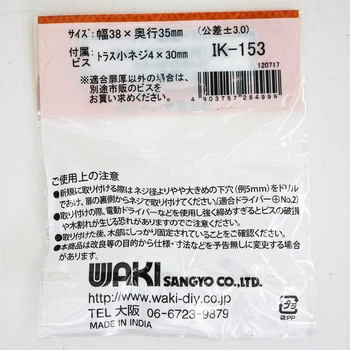 サイズ:幅38×奥行35mm (公差±3.0)
付属:ビス トラス小ネジ4×30mm IK-153
120717
※適合扉厚以外の場合は、
別途市販のビスを
お買い求めください。
4 903757 284999
ご使用上の注意
●新規に取り付ける際はネジ径よりやや大きめの下穴(例5mm)をドリル
であけ、扉の裏側からネジで取り付けてください(適合ドライバー⊕No.2)
●取り付けの際、電動ドライバーなどを使用し強く締めすぎるとビスの破損
や木割れが生じる恐れがありますのでご注意ください。
●取り付けた後、木部にしっかり固定されていることをご確認ください。
●本商品は改良等の目的から仕様・寸法などを予告無しに変更する場合
があります。
WAKI SANGYO CO.,LTD.
http://www.waki-diy.co.jp
TEL 大阪 06-6723-9879
MADE IN INDIA
プラ
袋:PP